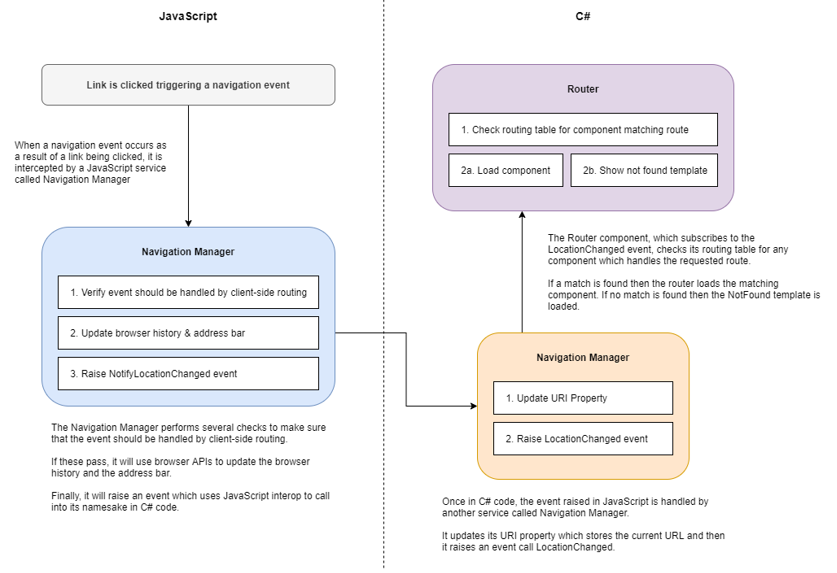 JavaScript
C#
Link is clicked triggering a navigation event
When a navigation event occurs as
a result of a link being clicked, it is
intercepted by a JavaScript service
called Navigation Manager
Navigation Manager
1. Verify event should be handled by client-side routing
2. Update browser history & address bar
3. Raise NotifyLocationChanged event
The Navigation Manager performs several checks to make sure
that the event should be handled by client-side routing.
If these pass, it will use browser APIs to update the browser
history and the address bar.
Finally, it will raise an event which uses JavaScript interop to call
into its namesake in C# code.
Router
1. Check routing table for component matching route
2a. Load component
2b. Show not found template
The Router component, which subscribes to the
LocationChanged event, checks its routing table for any
component which handles the requested route.
If a match is found then the router loads the matching
component. If no match is found then the NotFound template is
loaded.
Navigation Manager
1. Update URI Property
2. Raise LocationChanged event
Once in C# code, the event raised in JavaScript is handled by
another service called Navigation Manager.
It updates its URI property which stores the current URL and then
it raises an event call LocationChanged.